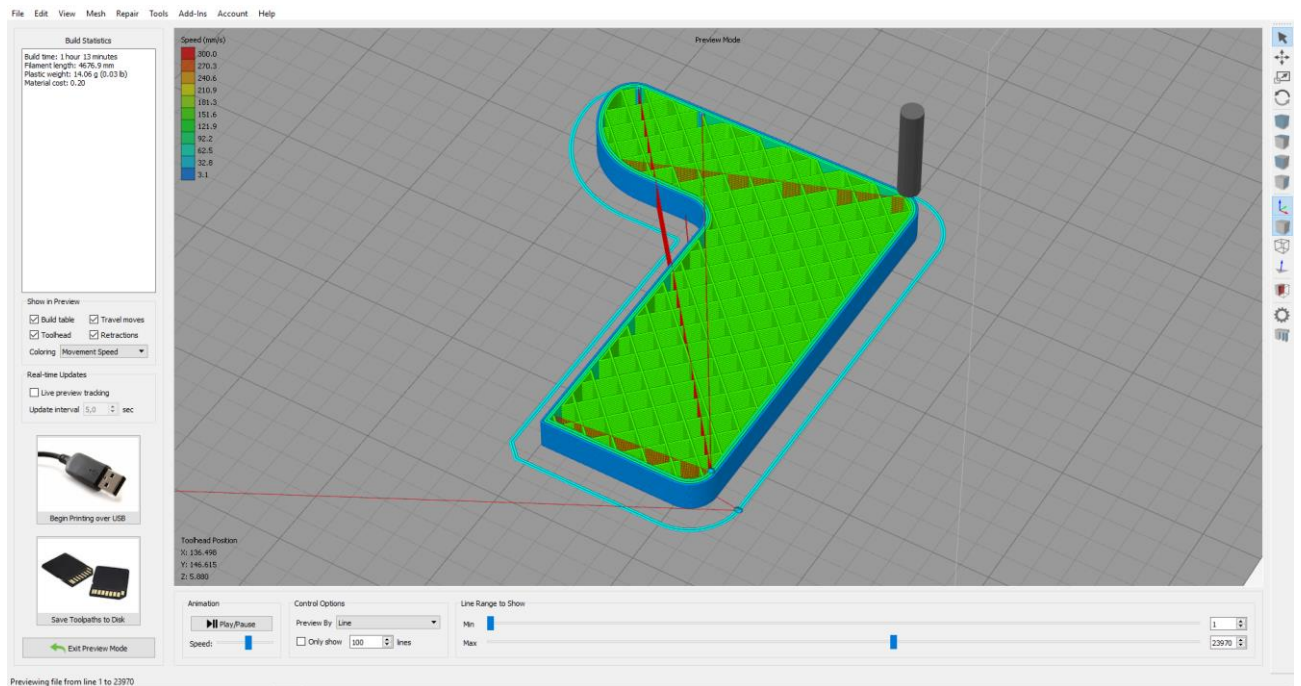 File Edit View Mesh Repair Tools Add-Ins Account Help
Build Statistics
Build time: 1 hour 13 minutes
Filament length: 4676.9 mm
Plastic weight: 14.06 g (0.03 lb)
Material cost: 0.20
Show in Preview
Build table Travel moves
Toolhead Retractions
Coloring Movement Speed
Real-time Updates
Live preview tracking
Update interval 5,0 sec
Begin Printing over USB
Save Toolpaths to Disk
Exit Preview Mode
Speed (mm/s)
300.0
270.3
240.6
210.9
181.3
151.6
121.9
92.2
62.5
32.8
3.1
Preview Mode
Toolhead Position
X: 136.498
Y: 146.615
Z: 5.800
Animation
Play/Pause
Speed:
Control Options
Preview By Line
Only show 100 lines
Line Range to Show
Min 1
Max 23970
Previewing file from line 1 to 23970